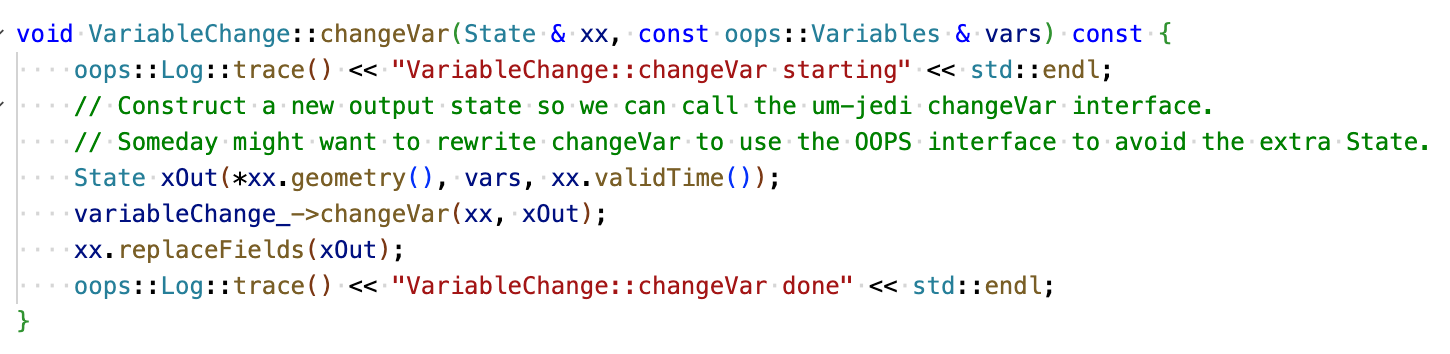 void VariableChange::changeVar(State & xx, const oops::Variables & vars) const {
    oops::Log::trace() << "VariableChange::changeVar starting" << std::endl;
    // Construct a new output state so we can call the um-jedi changeVar interface.
    // Someday might want to rewrite changeVar to use the OOPS interface to avoid the extra State.
    State xOut(*xx.geometry(), vars, xx.validTime());
    variableChange_->changeVar(xx, xOut);
    xx.replaceFields(xOut);
    oops::Log::trace() << "VariableChange::changeVar done" << std::endl;
}